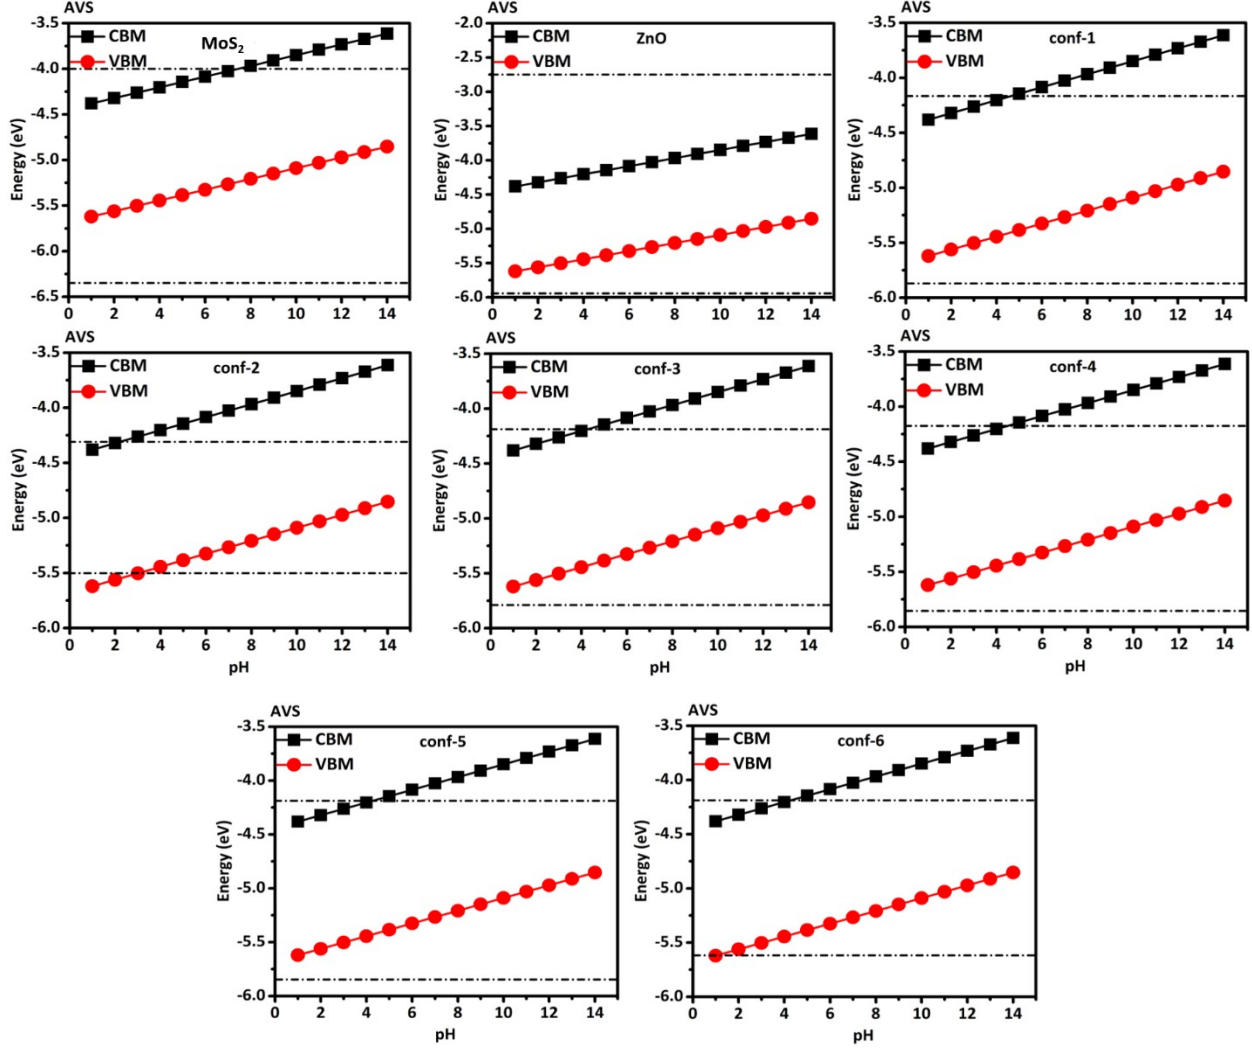 AVS
-3.5
-4.0
-4.5
-5.0
-5.5
-6.0
-6.5
Energy (eV)
CBM
VBM
MoS₂
0 2 4 6 8 10 12 14
AVS
-2.0
-2.5
-3.0
-3.5
-4.0
-4.5
-5.0
-5.5
-6.0
Energy (eV)
CBM
VBM
ZnO
0 2 4 6 8 10 12 14
AVS
-3.5
-4.0
-4.5
-5.0
-5.5
-6.0
Energy (eV)
CBM
VBM
conf-1
0 2 4 6 8 10 12 14
AVS
-3.5
-4.0
-4.5
-5.0
-5.5
-6.0
Energy (eV)
CBM
VBM
conf-2
0 2 4 6 8 10 12 14
pH
-3.5
-4.0
-4.5
-5.0
-5.5
-6.0
Energy (eV)
CBM
VBM
conf-3
0 2 4 6 8 10 12 14
pH
AVS
-3.5
-4.0
-4.5
-5.0
-5.5
-6.0
Energy (eV)
CBM
VBM
conf-4
0 2 4 6 8 10 12 14
pH
AVS
-3.5
-4.0
-4.5
-5.0
-5.5
-6.0
Energy (eV)
CBM
VBM
conf-5
0 2 4 6 8 10 12 14
pH
AVS
-3.5
-4.0
-4.5
-5.0
-5.5
-6.0
Energy (eV)
CBM
VBM
conf-6
0 2 4 6 8 10 12 14
pH